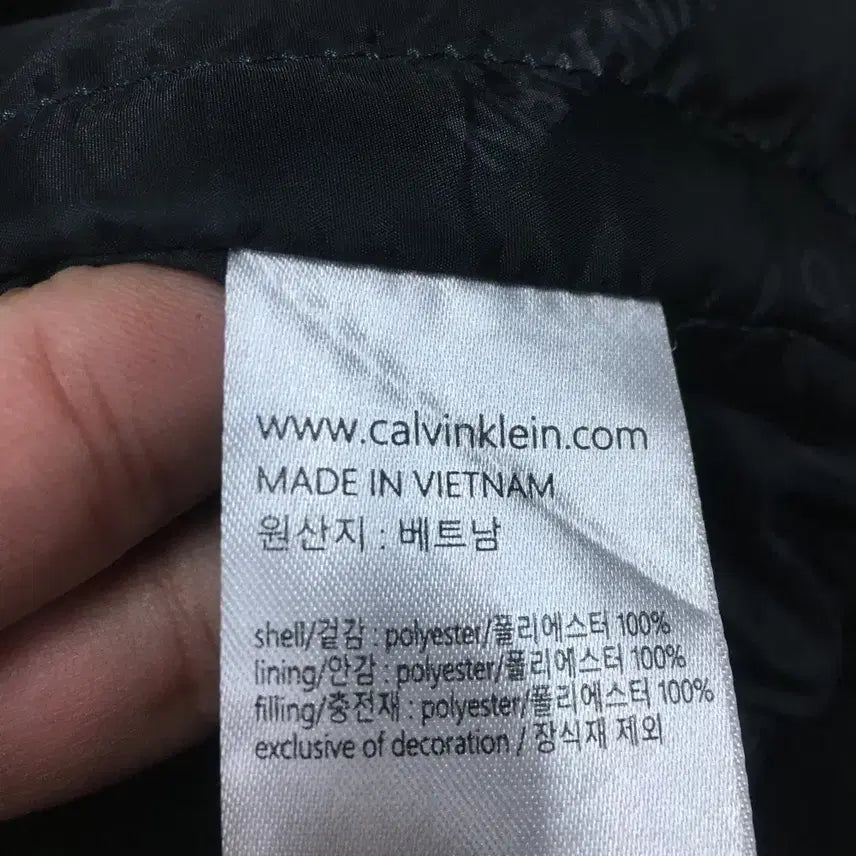 www.calvinklein.com
MADE IN VIETNAM
원산지 : 베트남
shell/겉감 : polyester/폴리에스터 100%
lining/안감 : polyester/폴리에스터 100%
filling/충전재 : polyester/폴리에스터 100%
exclusive of decoration / 장식재 제외